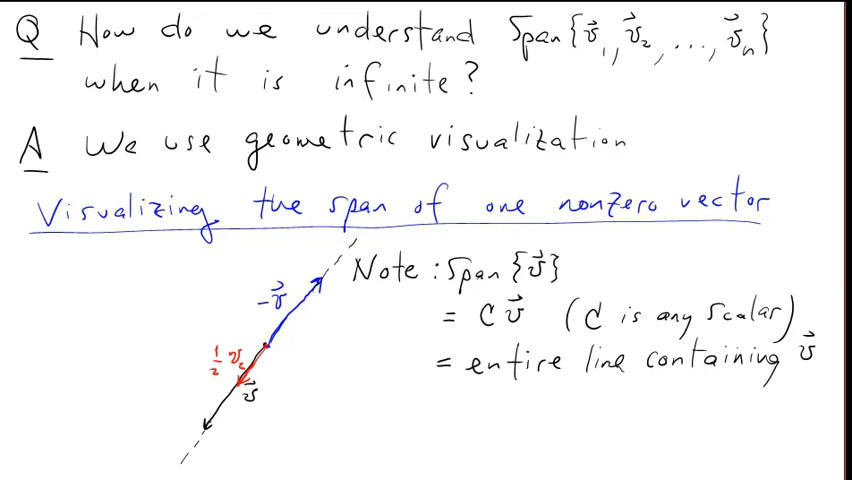 Q How do we understand Span{v⃗₁, v⃗₂, ..., v⃗ₙ}
when it is infinite?
A We use geometric visualization
Visualizing the span of one nonzero vector
Note: Span{v⃗}
= C v⃗ (C is any scalar)
= entire line containing v⃗
-v⃗
½ v⃗
v⃗